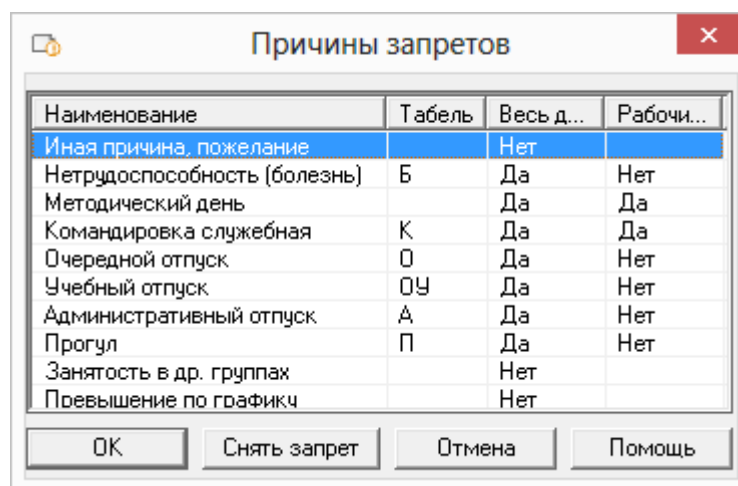 Причины запретов
Наименование Табель Весь д... Рабочи...
Иная причина, пожелание Нет
Нетрудоспособность (болезнь) Б Да Нет
Методический день Да Да
Командировка служебная К Да Да
Очередной отпуск О Да Нет
Учебный отпуск ОУ Да Нет
Административный отпуск А Да Нет
Прогул П Да Нет
Занятость в др. группах Нет
Превышение по графику Нет
OK Снять запрет Отмена Помощь